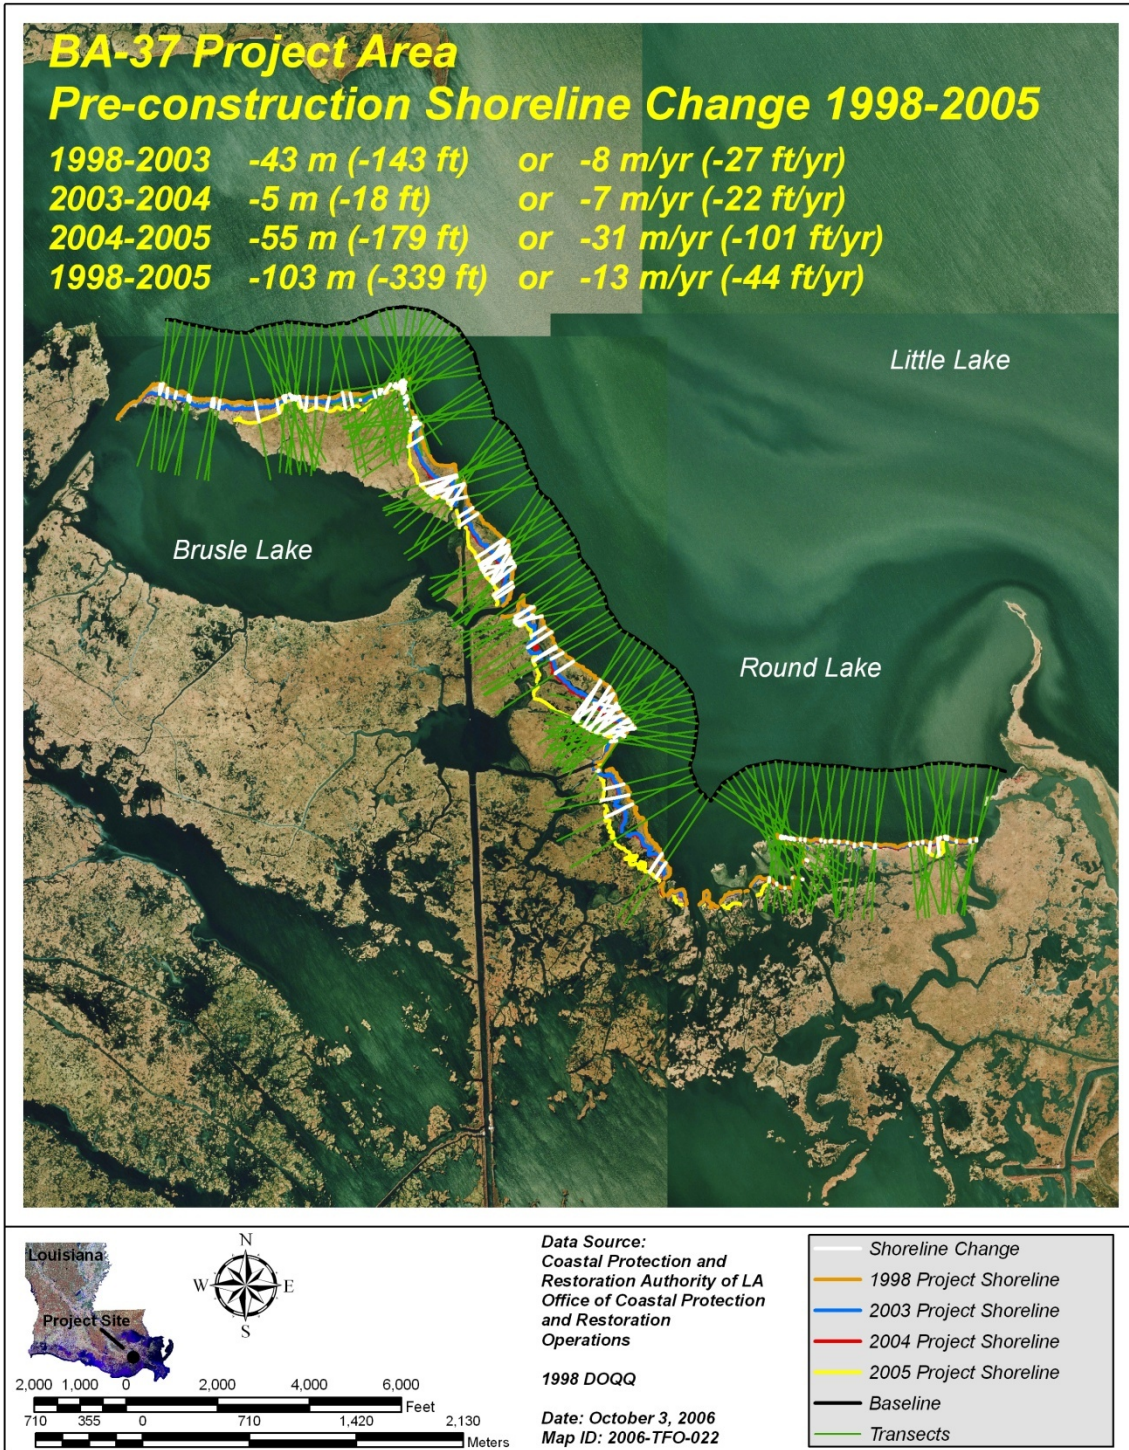 BA-37 Project Area
Pre-construction Shoreline Change 1998-2005
1998-2003 -43 m (-143 ft) or -8 m/yr (-27 ft/yr)
2003-2004 -5 m (-18 ft) or -7 m/yr (-22 ft/yr)
2004-2005 -55 m (-179 ft) or -31 m/yr (-101 ft/yr)
1998-2005 -103 m (-339 ft) or -13 m/yr (-44 ft/yr)
Little Lake
Brusle Lake
Round Lake
Louisiana
Project Site
N
W E
S
2,000 1,000 0 2,000 4,000 6,000
Feet
710 355 0 710 1,420 2,130
Meters
Data Source:
Coastal Protection and
Restoration Authority of LA
Office of Coastal Protection
and Restoration
Operations
1998 DOQQ
Date: October 3, 2006
Map ID: 2006-TFO-022
Shoreline Change
1998 Project Shoreline
2003 Project Shoreline
2004 Project Shoreline
2005 Project Shoreline
Baseline
Transects